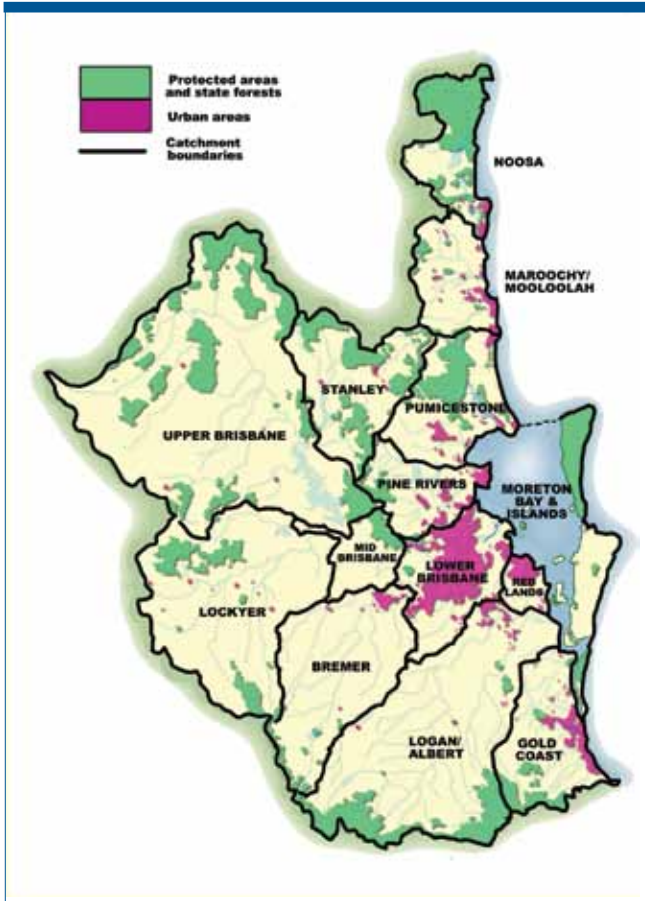 Protected areas
and state forests
Urban areas
Catchment
boundaries
NOOSA
MAROOCHY/
MOOLOOLAH
STANLEY
PUMICESTONE
UPPER BRISBANE
PINE RIVERS
MORETON
BAY &
ISLANDS
MID
BRISBANE
LOWER
BRISBANE
RED
LANDS
LOCKYER
BREMER
LOGAN/
ALBERT
GOLD
COAST